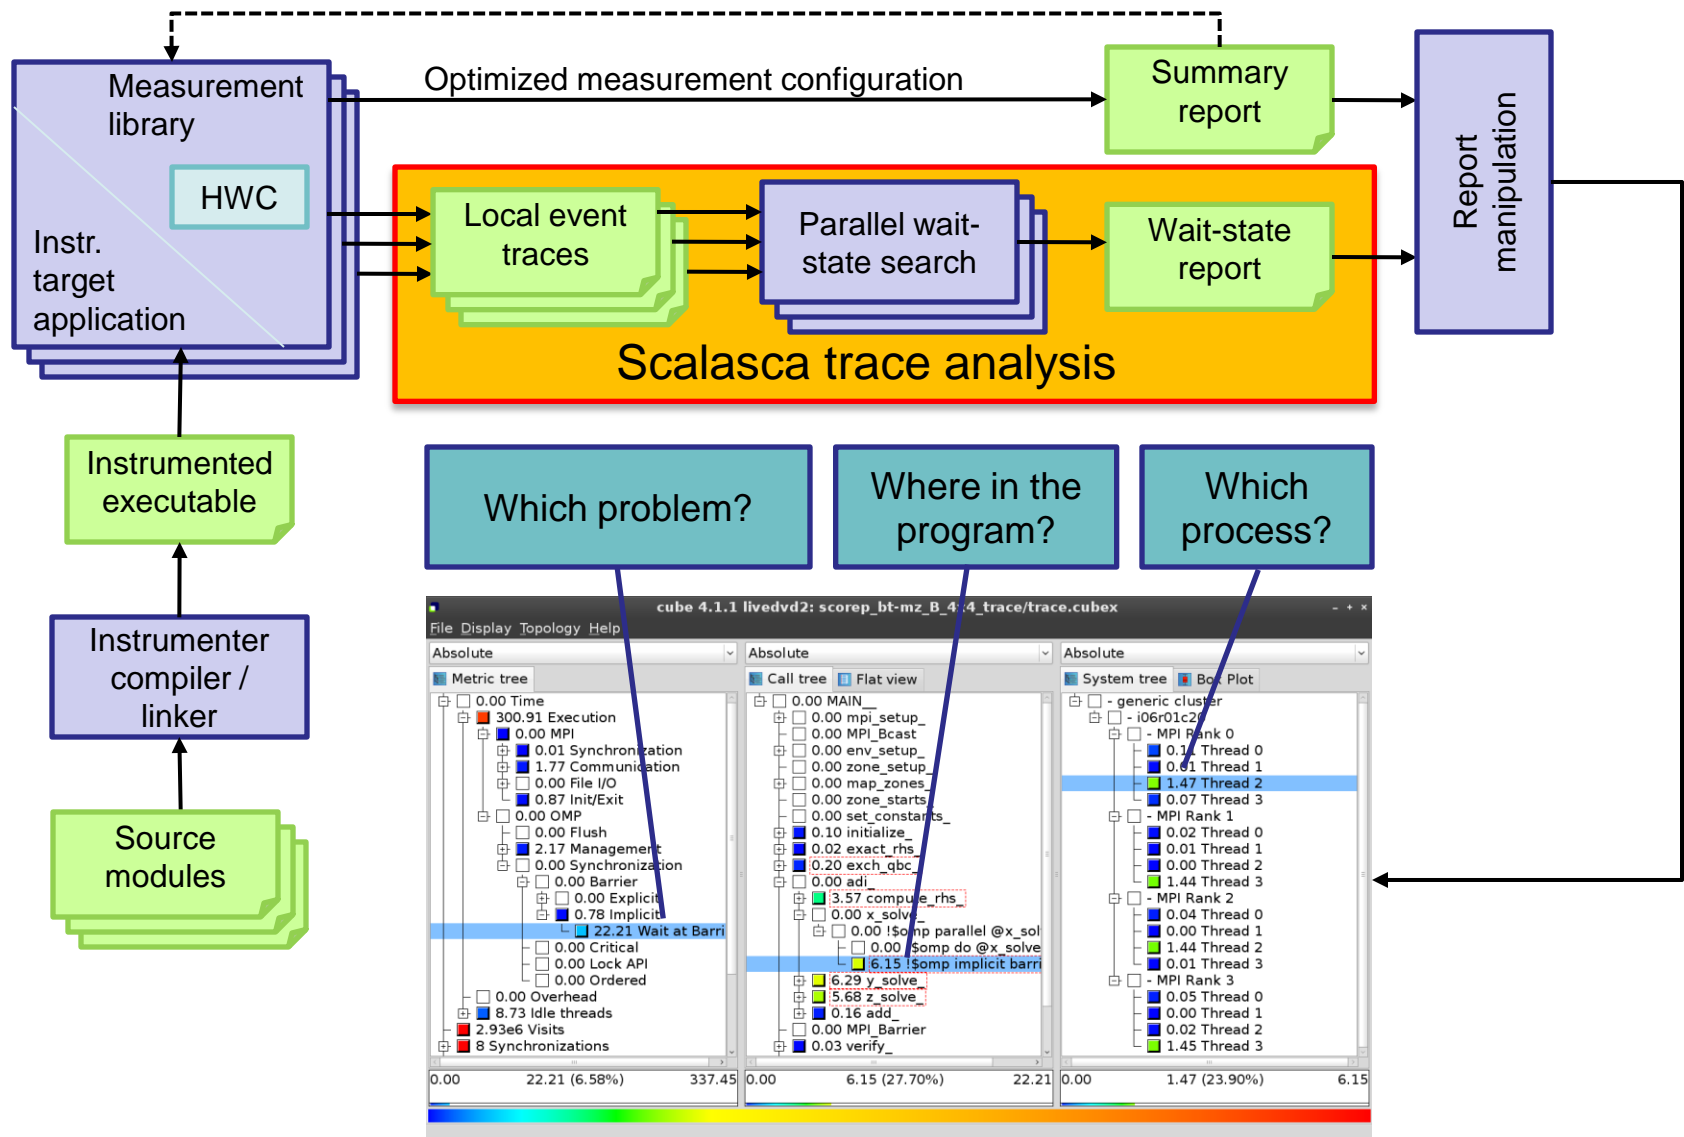 Measurement
library
HWC
Instr.
target
application
Optimized measurement configuration
Summary
report
Report
manipulation
Local event
traces
Parallel wait-
state search
Wait-state
report
Scalasca trace analysis
Instrumented
executable
Instrumenter
compiler /
linker
Source
modules
Which problem?
Where in the
program?
Which
process?
cube 4.1.1 livedvd2: scorep_bt-mz_B_4x4_trace/trace.cubex
File Display Topology Help
Absolute
Metric tree
0.00 Time
300.91 Execution
0.00 MPI
0.01 Synchronization
1.77 Communication
0.00 File I/O
0.87 Init/Exit
0.00 OMP
0.00 Flush
2.17 Management
0.00 Synchronization
0.00 Barrier
0.00 Explicit
0.78 Implicit
22.21 Wait at Barri
0.00 Critical
0.00 Lock API
0.00 Ordered
0.00 Overhead
8.73 Idle threads
2.93e6 Visits
8 Synchronizations
0.00 22.21 (6.58%) 337.45
Absolute
Call tree Flat view
0.00 MAIN__
0.00 mpi_setup_
0.00 MPI_Bcast
0.00 env_setup_
0.00 zone_setup_
0.00 map_zones_
0.00 zone_starts_
0.00 set_constants_
0.10 initialize_
0.02 exact_rhs_
0.20 exch_qbc_
0.00 adi_
3.57 compute_rhs_
0.00 x_solve_
0.00 !$omp parallel @x_sol
0.00 !$omp do @x_solve
6.15 !$omp implicit barri
6.29 y_solve_
5.68 z_solve_
0.16 add_
0.00 MPI_Barrier
0.03 verify_
0.00 6.15 (27.70%) 22.21
Absolute
System tree Box Plot
- generic cluster
- i06r01c20
- MPI Rank 0
0.11 Thread 0
0.01 Thread 1
1.47 Thread 2
0.07 Thread 3
- MPI Rank 1
0.02 Thread 0
0.01 Thread 1
0.00 Thread 2
1.44 Thread 3
- MPI Rank 2
0.04 Thread 0
0.00 Thread 1
1.44 Thread 2
0.01 Thread 3
- MPI Rank 3
0.05 Thread 0
0.00 Thread 1
0.02 Thread 2
1.45 Thread 3
0.00 1.47 (23.90%) 6.15